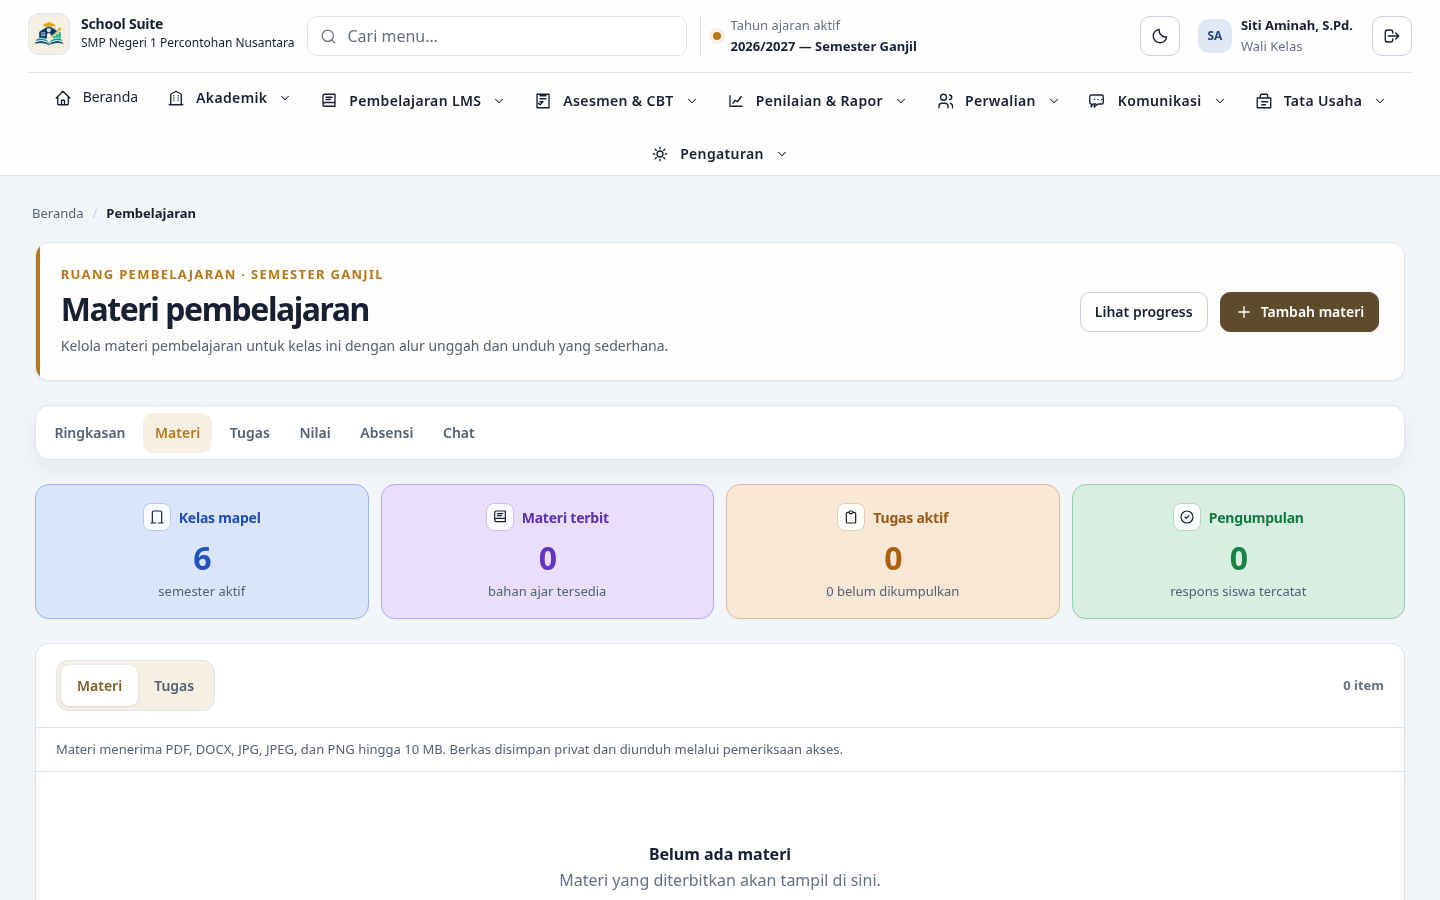 School Suite
SMP Negeri 1 Percontohan Nusantara
Cari menu...
Tahun ajaran aktif
2026/2027 — Semester Ganjil
SA
Siti Aminah, S.Pd.
Wali Kelas
Beranda
Akademik
Pembelajaran LMS
Asesmen & CBT
Penilaian & Rapor
Perwalian
Komunikasi
Tata Usaha
Pengaturan
Beranda / Pembelajaran
RUANG PEMBELAJARAN · SEMESTER GANJIL
Materi pembelajaran
Kelola materi pembelajaran untuk kelas ini dengan alur unggah dan unduh yang sederhana.
Lihat progress
Tambah materi
Ringkasan
Materi
Tugas
Nilai
Absensi
Chat
Kelas mapel
6
semester aktif
Materi terbit
0
bahan ajar tersedia
Tugas aktif
0
0 belum dikumpulkan
Pengumpulan
0
respons siswa tercatat
Materi
Tugas
0 item
Materi menerima PDF, DOCX, JPG, JPEG, dan PNG hingga 10 MB. Berkas disimpan privat dan diunduh melalui pemeriksaan akses.
Belum ada materi
Materi yang diterbitkan akan tampil di sini.